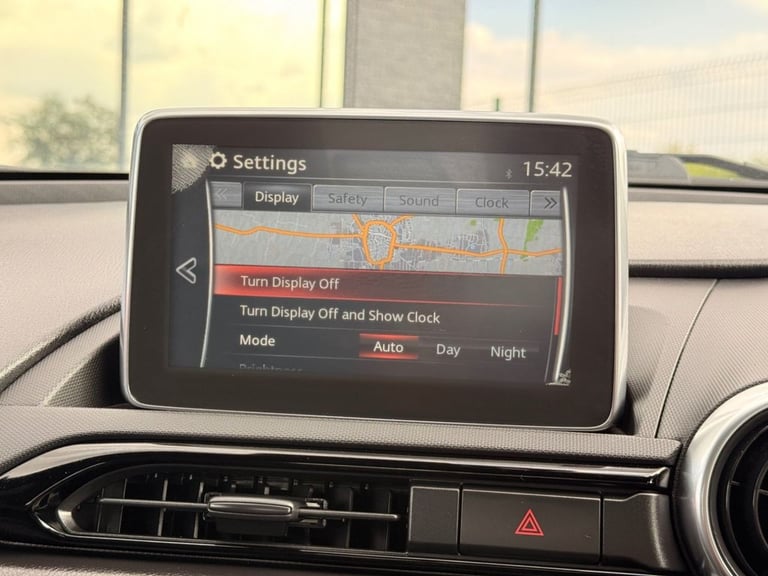 Settings 15:42
Display Safety Sound Clock
Turn Display Off
Turn Display Off and Show Clock
Mode Auto Day Night
Brightness